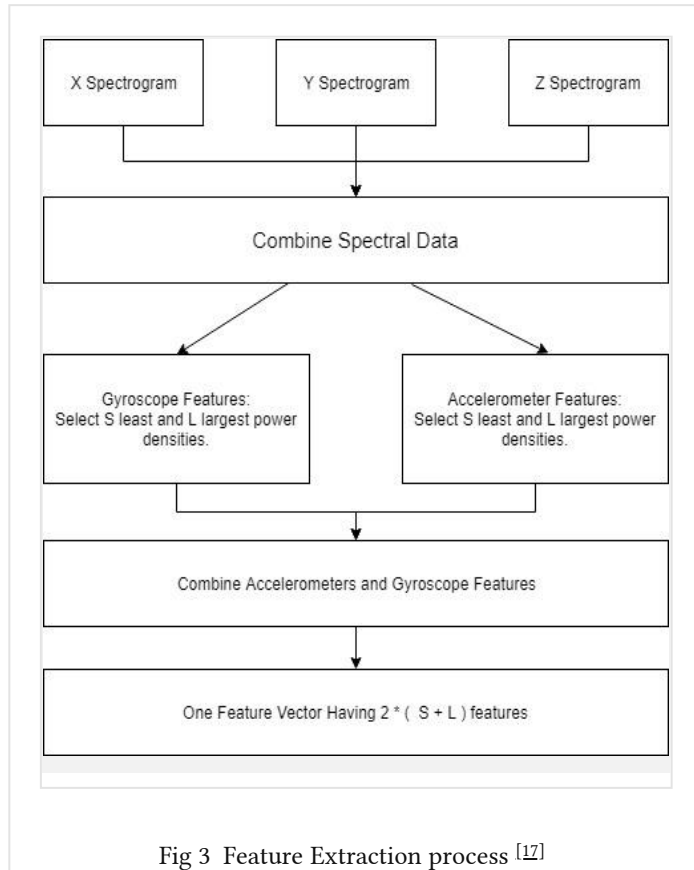 X Spectrogram
Y Spectrogram
Z Spectrogram
Combine Spectral Data
Gyroscope Features:
Select S least and L largest power
densities.
Accelerometer Features:
Select S least and L largest power
densities.
Combine Accelerometers and Gyroscope Features
One Feature Vector Having 2 * ( S + L ) features
Fig 3 Feature Extraction process [17]